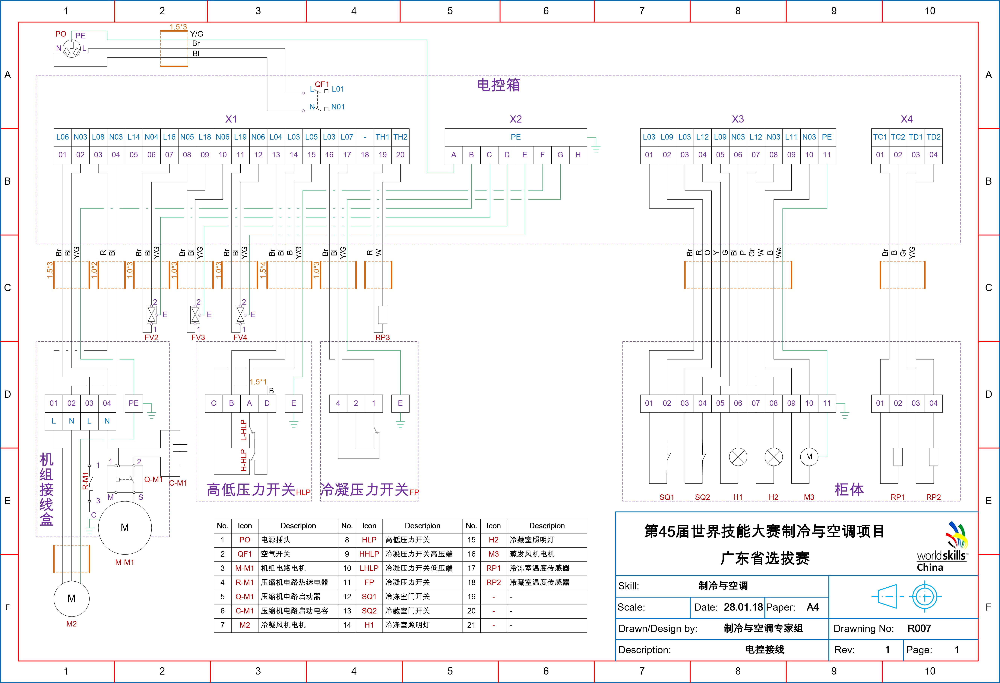 1 2 3 4 5 6 7 8 9 10
A A
B B
C C
D D
E E
F F
PO PE
N L
1.5*3
Y/G
Br
Bl
电控箱
QF1
L L01
N N01
X1
L06 N03 L08 N03 L14 N04 L16 N05 L18 N06 L19 N06 L04 L03 L05 L03 L07 - TH1 TH2
01 02 03 04 05 06 07 08 09 10 11 12 13 14 15 16 17 18 19 20
X2
PE
A B C D E F G H
X3
L03 L09 L03 L12 L09 N03 L12 N03 L11 N03 PE
01 02 03 04 05 06 07 08 09 10 11
X4
TC1 TC2 TD1 TD2
01 02 03 04
Br Bl Y/G R Bl Br Bl Y/G Br Bl Y/G Br Bl Y/G Br Bl B Y/G Br Bl Y/G R W
Br R O Y G Bl P Gr W B Wa
Br B Gr Y/G
1.5*3 1.0*2 1.0*3 1.0*3 1.0*3 1.5*4 1.0*3
2 E 1 FV2
2 E 1 FV3
2 E 1 FV4
RP3
01 02 03 04 PE
L N L N
机组接线盒
R-M1
1
3
1 2
M S
Q-M1
C-M1
C
M
M-M1
M
M2
1.5*1
B
C B A D E
L-HLP
H-HLP
高低压力开关HLP
4 2 1 E
冷凝压力开关FP
01 02 03 04 05 06 07 08 09 10 11
01 02 03 04
M
柜体
SQ1 SQ2 H1 H2 M3 RP1 RP2
No. Icon Descripion No. Icon Descripion No. Icon Descripion
1 PO 电源插头 8 HLP 高低压力开关 15 H2 冷藏室照明灯
2 QF1 空气开关 9 HHLP 冷凝压力开关高压端 16 M3 蒸发风机电机
3 M-M1 机组电路电机 10 LHLP 冷凝压力开关低压端 17 RP1 冷冻室温度传感器
4 R-M1 压缩机电路热继电器 11 FP 冷凝压力开关 18 RP2 冷藏室温度传感器
5 Q-M1 压缩机电路启动器 12 SQ1 冷冻室门开关 19 - -
6 C-M1 压缩机电路启动电容 13 SQ2 冷藏室门开关 20 - -
7 M2 冷凝风机电机 14 H1 冷冻室照明灯 21 - -
第45届世界技能大赛制冷与空调项目
广东省选拔赛
worldskills
China
Skill: 制冷与空调
Scale: Date: 28.01.18 Paper: A4
Drawn/Design by: 制冷与空调专家组 Drawning No: R007
Description: 电控接线 Rev: 1 Page: 1
1 2 3 4 5 6 7 8 9 10